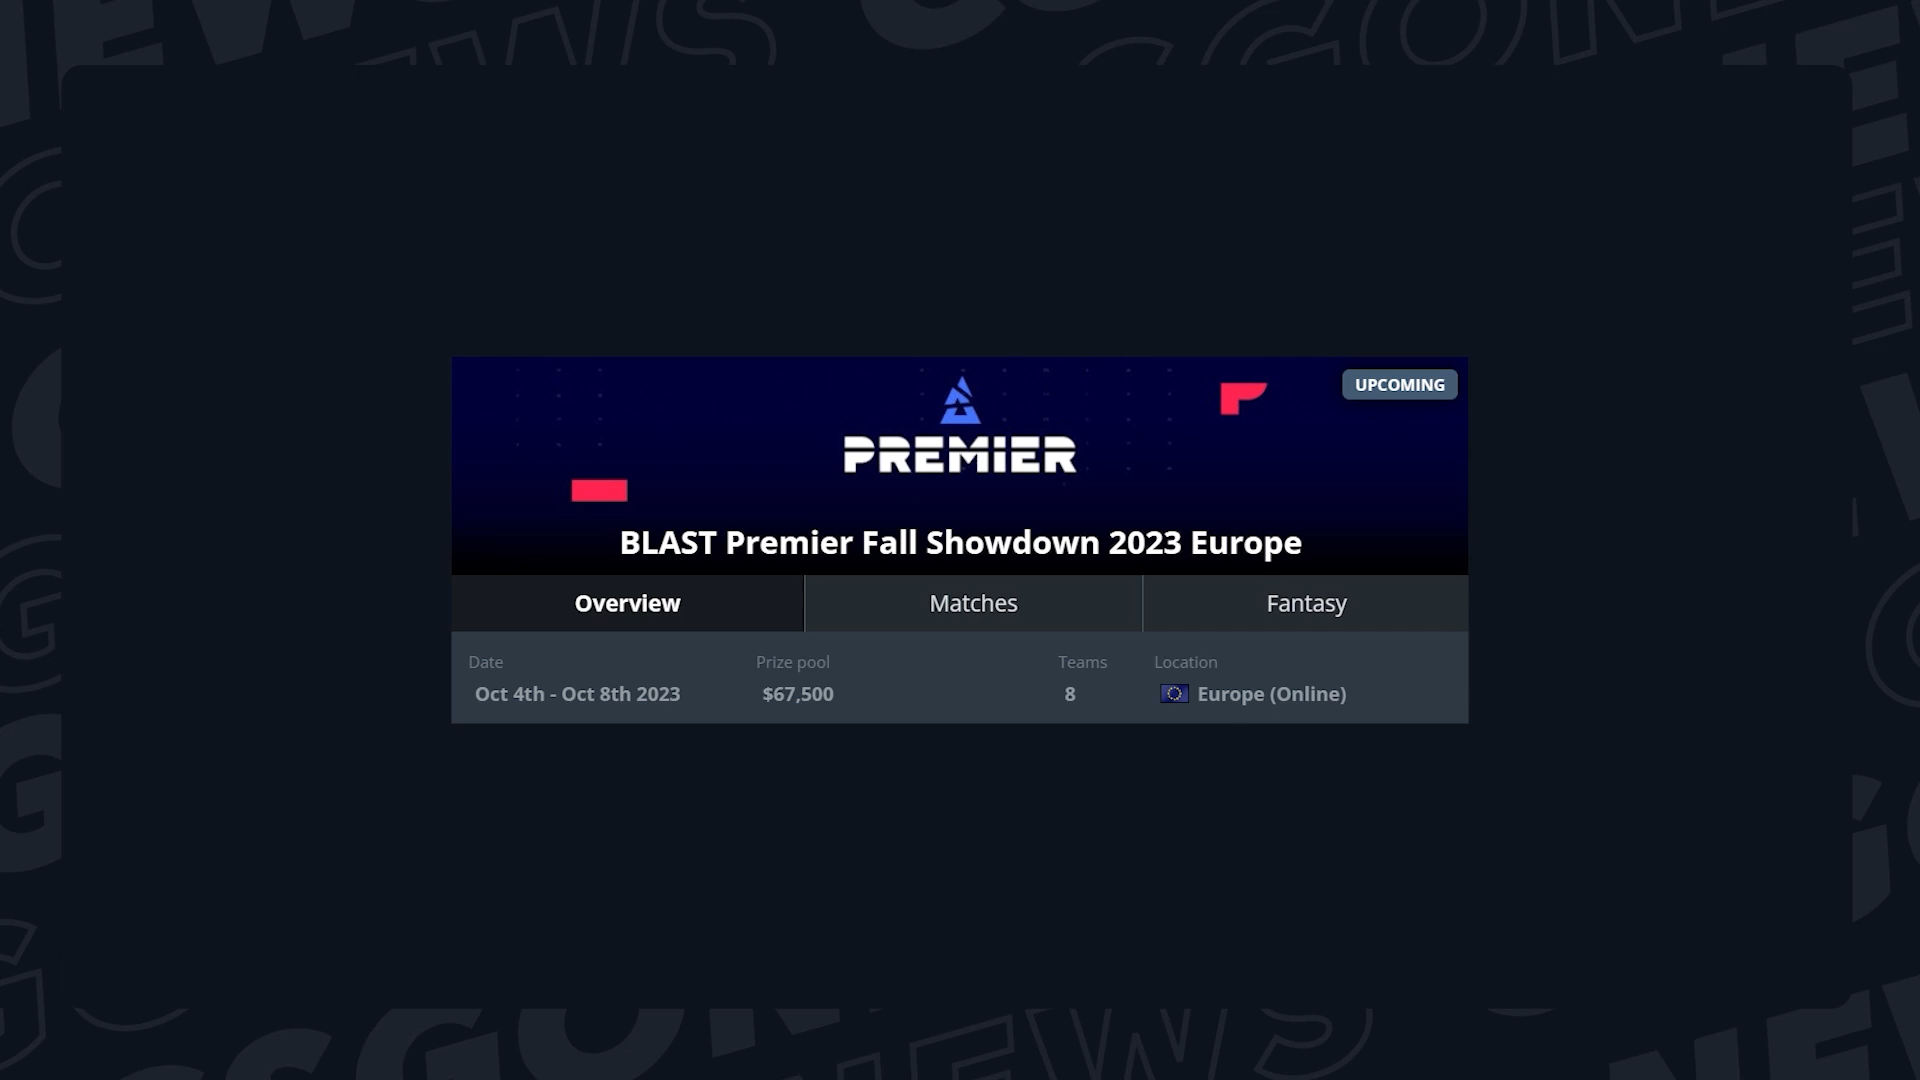 UPCOMING
PREMIER
BLAST Premier Fall Showdown 2023 Europe
Overview Matches Fantasy
Date Prize pool Teams Location
Oct 4th - Oct 8th 2023 $67,500 8 Europe (Online)